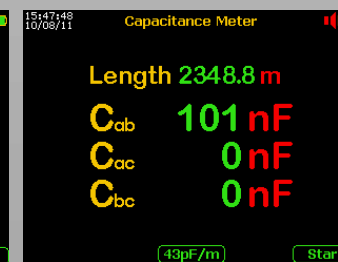 15:47:48
10/08/11
Capacitance Meter
Length 2348.8 m
Cab 101 nF
Cac 0 nF
Cbc 0 nF
43pF/m
Star